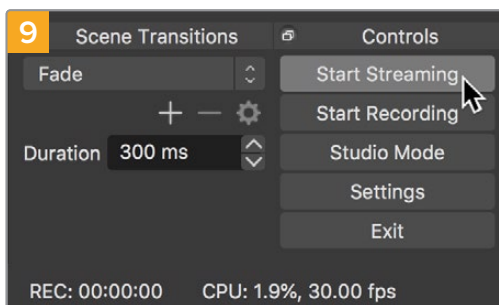 9
Scene Transitions
Controls
Fade
Start Streaming
Start Recording
Duration 300 ms
Studio Mode
Settings
Exit
REC: 00:00:00 CPU: 1.9%, 30.00 fps